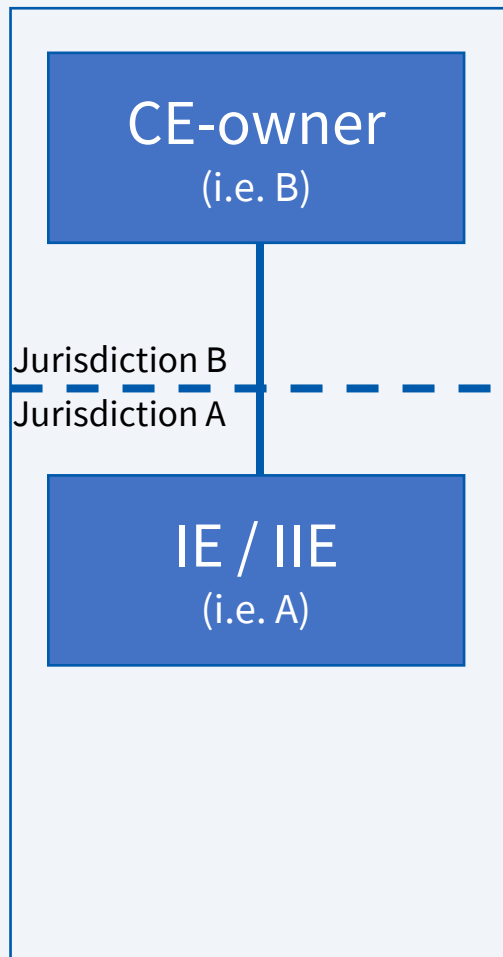 CE-owner
(i.e. B)
Jurisdiction B
Jurisdiction A
IE / IIE
(i.e. A)